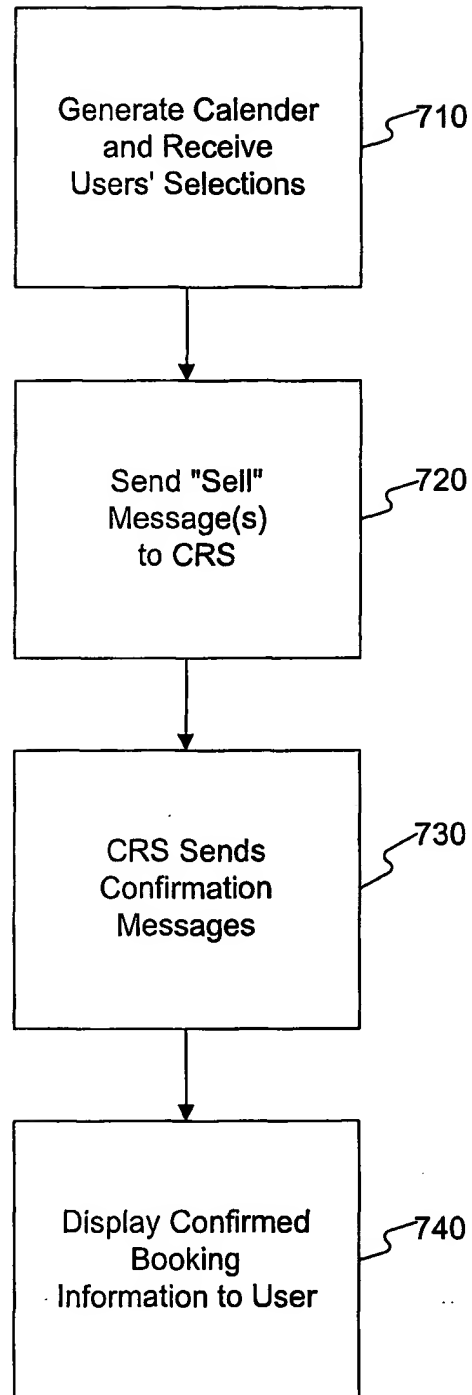 Generate Calender
and Receive
Users' Selections
710
Send "Sell"
Message(s)
to CRS
720
CRS Sends
Confirmation
Messages
730
Display Confirmed
Booking
Information to User
740